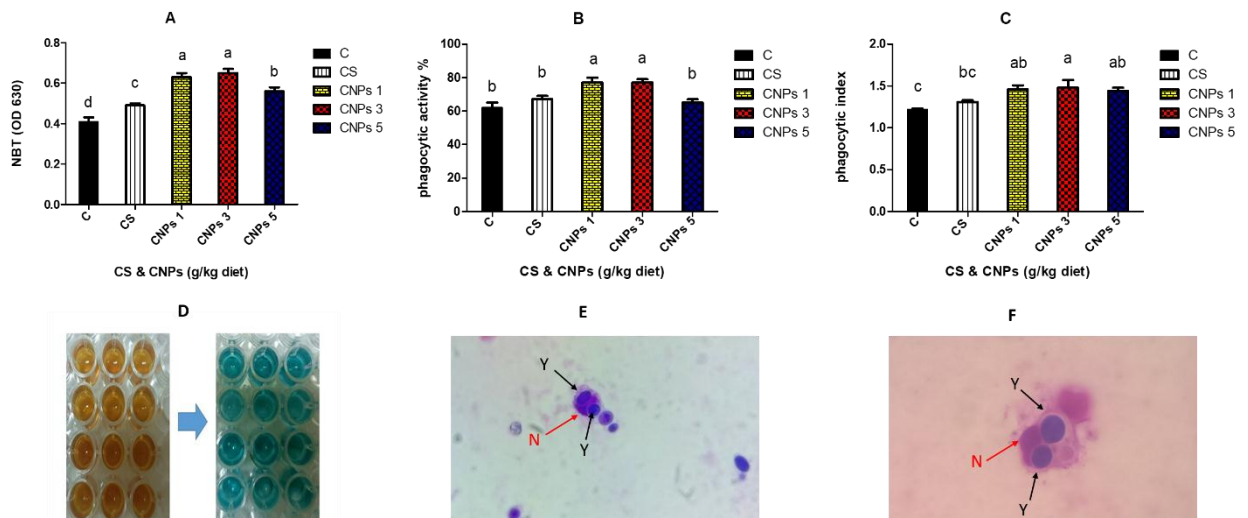 A
NBT (OD 630)
0.8
0.6
0.4
0.2
0.0
d
c
a
a
b
C
CS
CNPs 1
CNPs 3
CNPs 5
CS & CNPs (g/kg diet)
C
CS
CNPs 1
CNPs 3
CNPs 5
B
phagocytic activity %
100
80
60
40
20
0
b
b
a
a
b
C
CS
CNPs 1
CNPs 3
CNPs 5
CS & CNPs (g/kg diet)
C
CS
CNPs 1
CNPs 3
CNPs 5
C
phagocytic index
2.0
1.5
1.0
0.5
0.0
c
bc
ab
a
ab
C
CS
CNPs 1
CNPs 3
CNPs 5
CS & CNPs (g/kg diet)
C
CS
CNPs 1
CNPs 3
CNPs 5
D
E
Y
N
Y
F
Y
N
Y